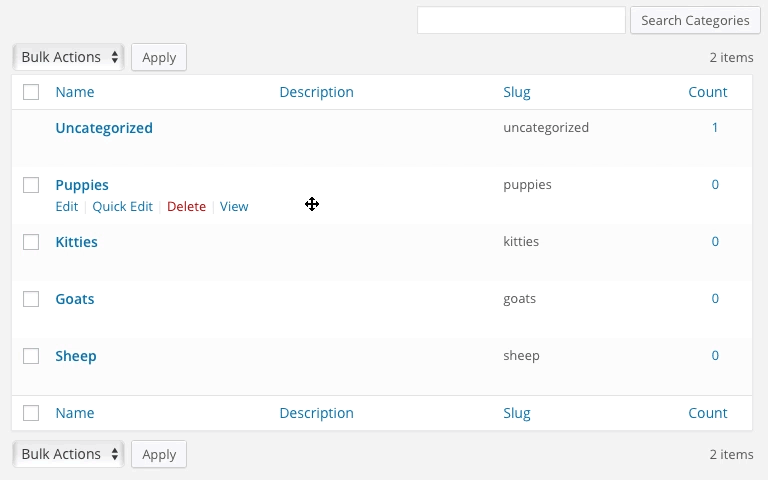 Search Categories
Bulk Actions Apply 2 items
Name Description Slug Count
Uncategorized uncategorized 1
Puppies puppies 0
Edit | Quick Edit | Delete | View
Kitties kitties 0
Goats goats 0
Sheep sheep 0
Name Description Slug Count
Bulk Actions Apply 2 items